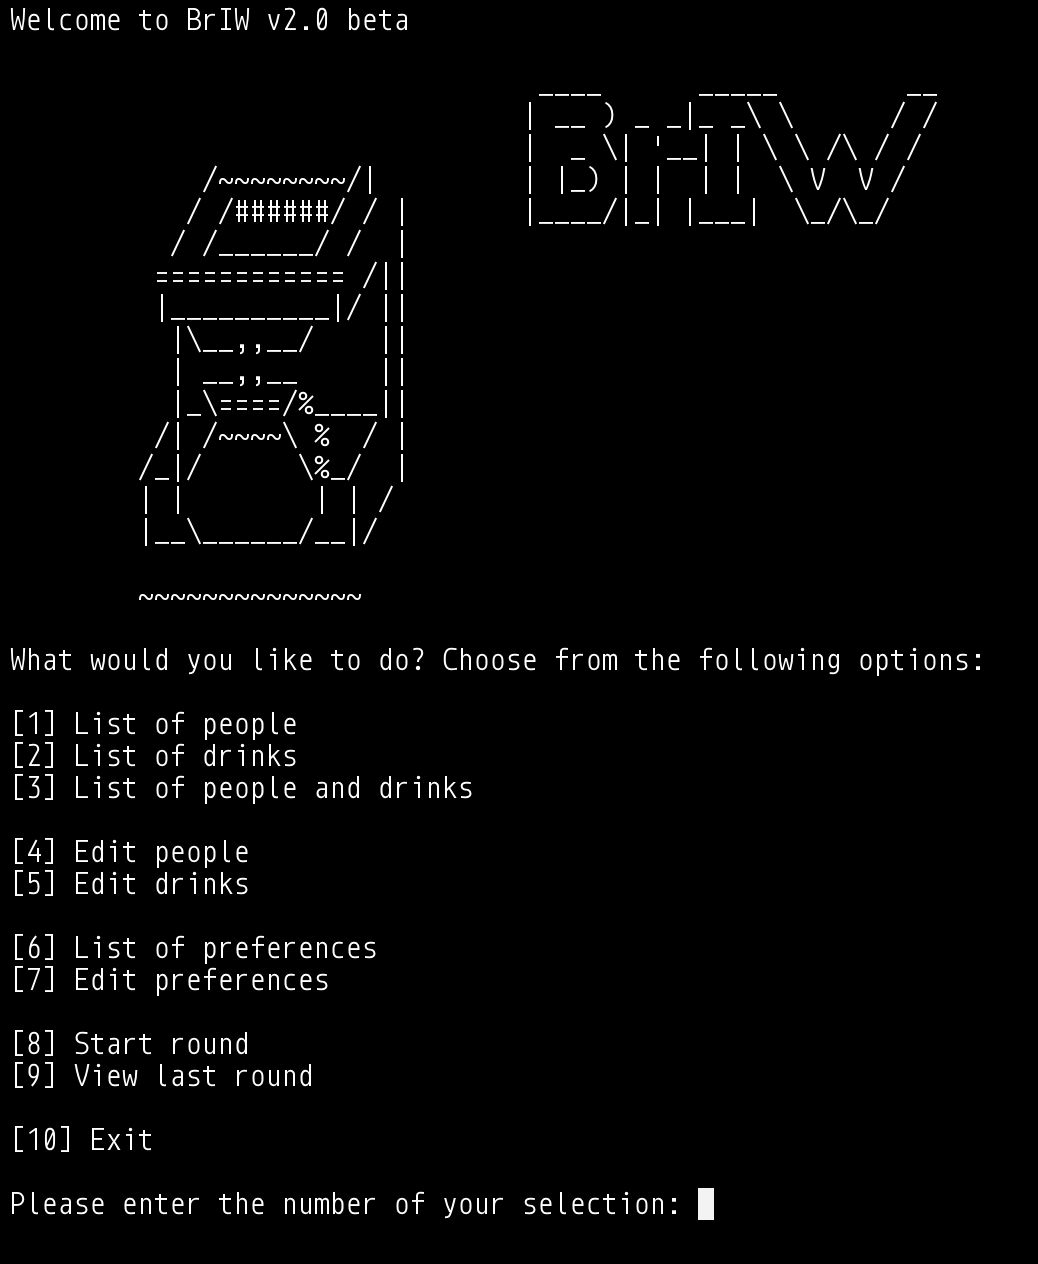 Welcome to BrIW v2.0 beta
BrIW
What would you like to do? Choose from the following options:
[1] List of people
[2] List of drinks
[3] List of people and drinks
[4] Edit people
[5] Edit drinks
[6] List of preferences
[7] Edit preferences
[8] Start round
[9] View last round
[10] Exit
Please enter the number of your selection: